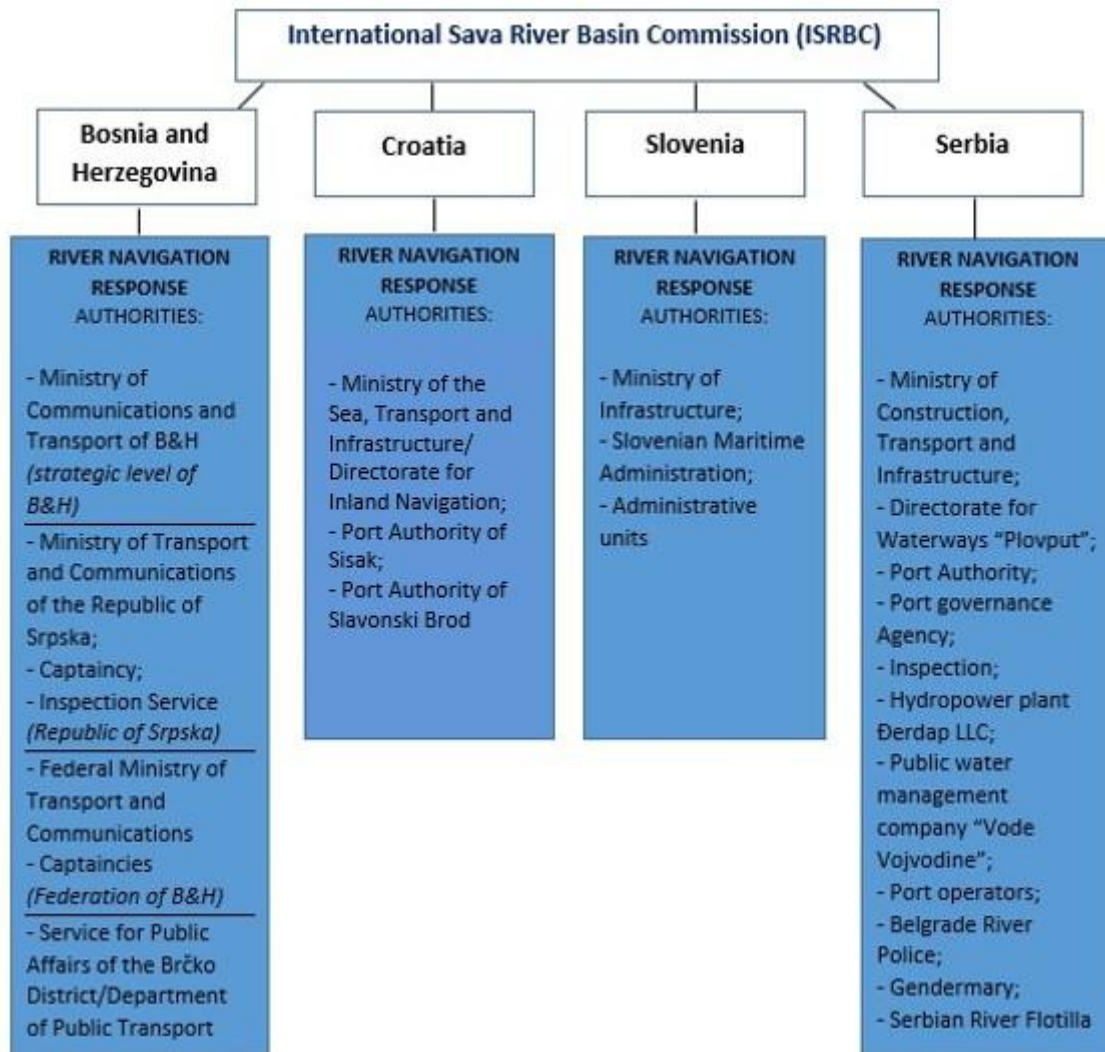 International Sava River Basin Commission (ISRBC)
Bosnia and
Herzegovina
RIVER NAVIGATION
RESPONSE
AUTHORITIES:
- Ministry of
Communications and
Transport of B&H
(strategic level of
B&H)
- Ministry of Transport
and Communications
of the Republic of
Srpska;
- Captaincy;
- Inspection Service
(Republic of Srpska)
- Federal Ministry of
Transport and
Communications
- Captaincies
(Federation of B&H)
- Service for Public
Affairs of the Brčko
District/Department
of Public Transport
Croatia
RIVER NAVIGATION
RESPONSE
AUTHORITIES:
- Ministry of the
Sea, Transport and
Infrastructure/
Directorate for
Inland Navigation;
- Port Authority of
Sisak;
- Port Authority of
Slavonski Brod
Slovenia
RIVER NAVIGATION
RESPONSE
AUTHORITIES:
- Ministry of
Infrastructure;
- Slovenian Maritime
Administration;
- Administrative
units
Serbia
RIVER NAVIGATION
RESPONSE
AUTHORITIES:
- Ministry of
Construction,
Transport and
Infrastructure;
- Directorate for
Waterways “Plovput”;
- Port Authority;
- Port governance
Agency;
- Inspection;
- Hydropower plant
Đerdap LLC;
- Public water
management
company “Vode
Vojvodine”;
- Port operators;
- Belgrade River
Police;
- Gendermary;
- Serbian River Flotilla